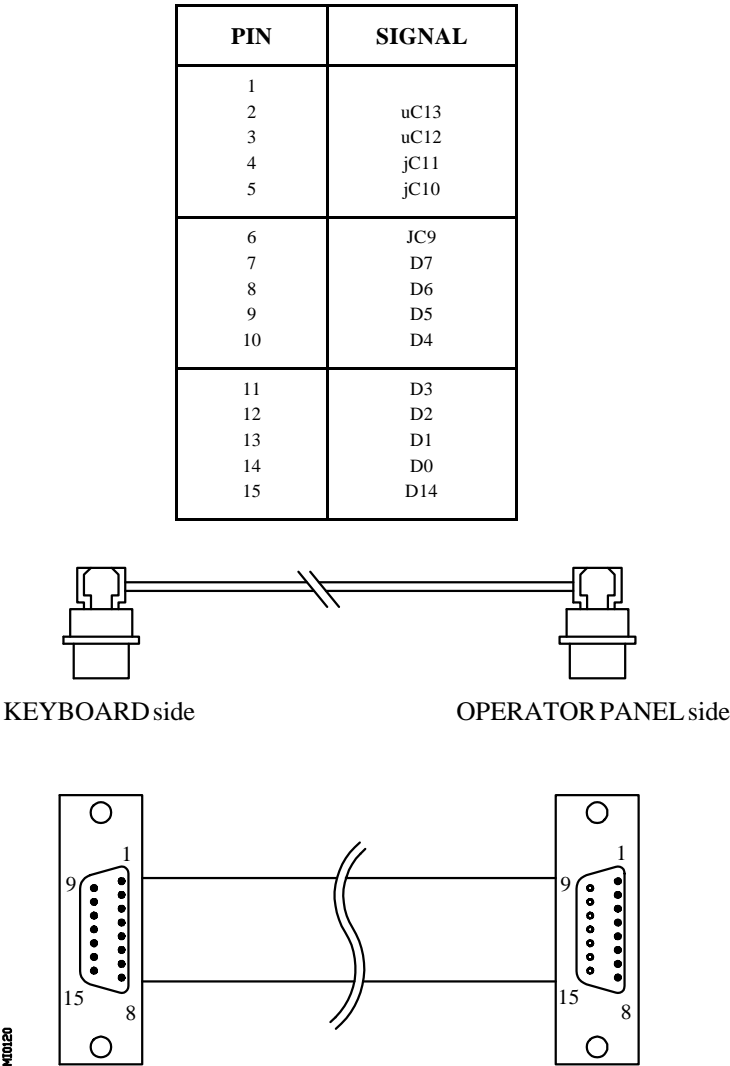 PIN SIGNAL
1
2 uC13
3 uC12
4 jC11
5 jC10
6 JC9
7 D7
8 D6
9 D5
10 D4
11 D3
12 D2
13 D1
14 D0
15 D14
KEYBOARD side OPERATOR PANEL side
1 1
9 9
15 15
8 8
MI0120